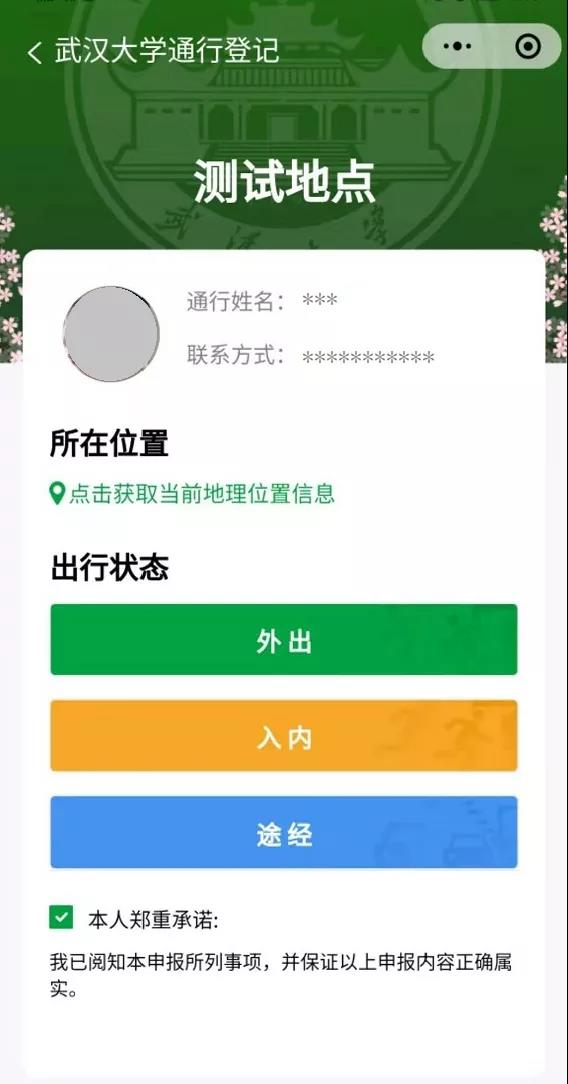 武汉大学通行登记
测试地点
武汉大学
通行姓名： ***
联系方式： ***********
所在位置
点击获取当前地理位置信息
出行状态
外出
入内
途经
本人郑重承诺:
我已阅知本申报所列事项，并保证以上申报内容正确属
实。